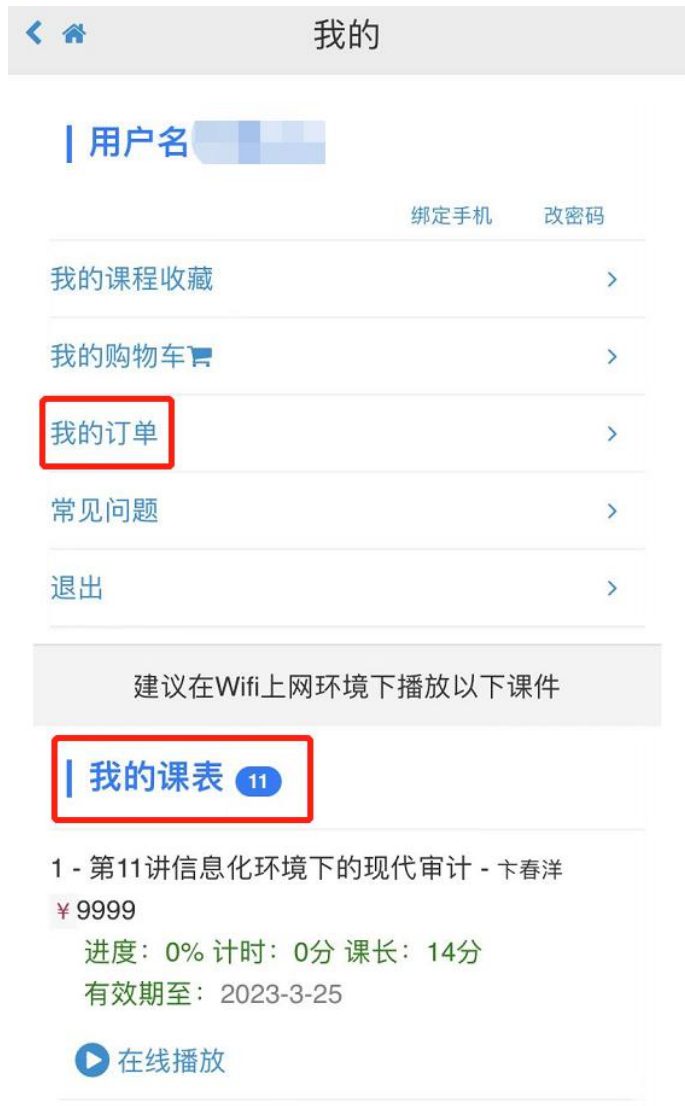 我的
用户名
绑定手机 改密码
我的课程收藏
我的购物车
我的订单
常见问题
退出
建议在Wifi上网环境下播放以下课件
我的课表 11
1 - 第11讲信息化环境下的现代审计 - 卞春洋
¥ 9999
进度：0% 计时：0分 课长：14分
有效期至：2023-3-25
在线播放